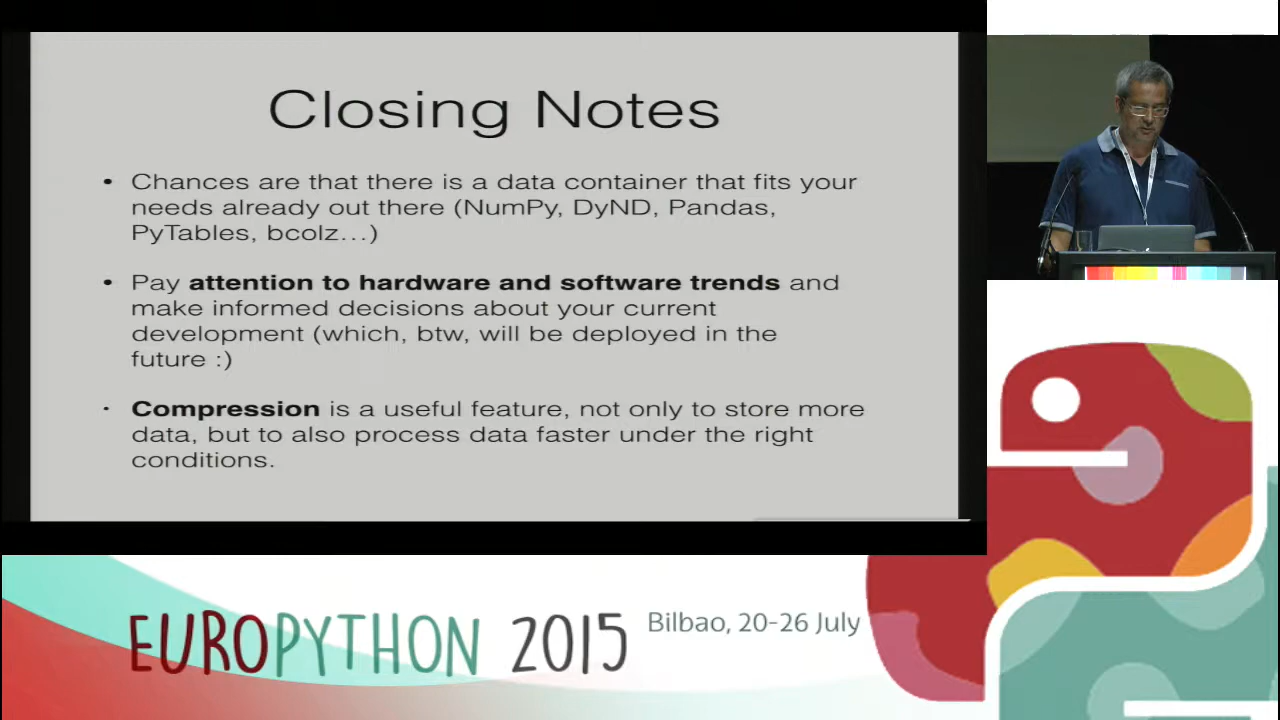 Closing Notes
• Chances are that there is a data container that fits your
needs already out there (NumPy, DyND, Pandas,
PyTables, bcolz...)
• Pay attention to hardware and software trends and
make informed decisions about your current
development (which, btw, will be deployed in the
future :)
• Compression is a useful feature, not only to store more
data, but to also process data faster under the right
conditions.
EUROPYTHON 2015 Bilbao, 20-26 July